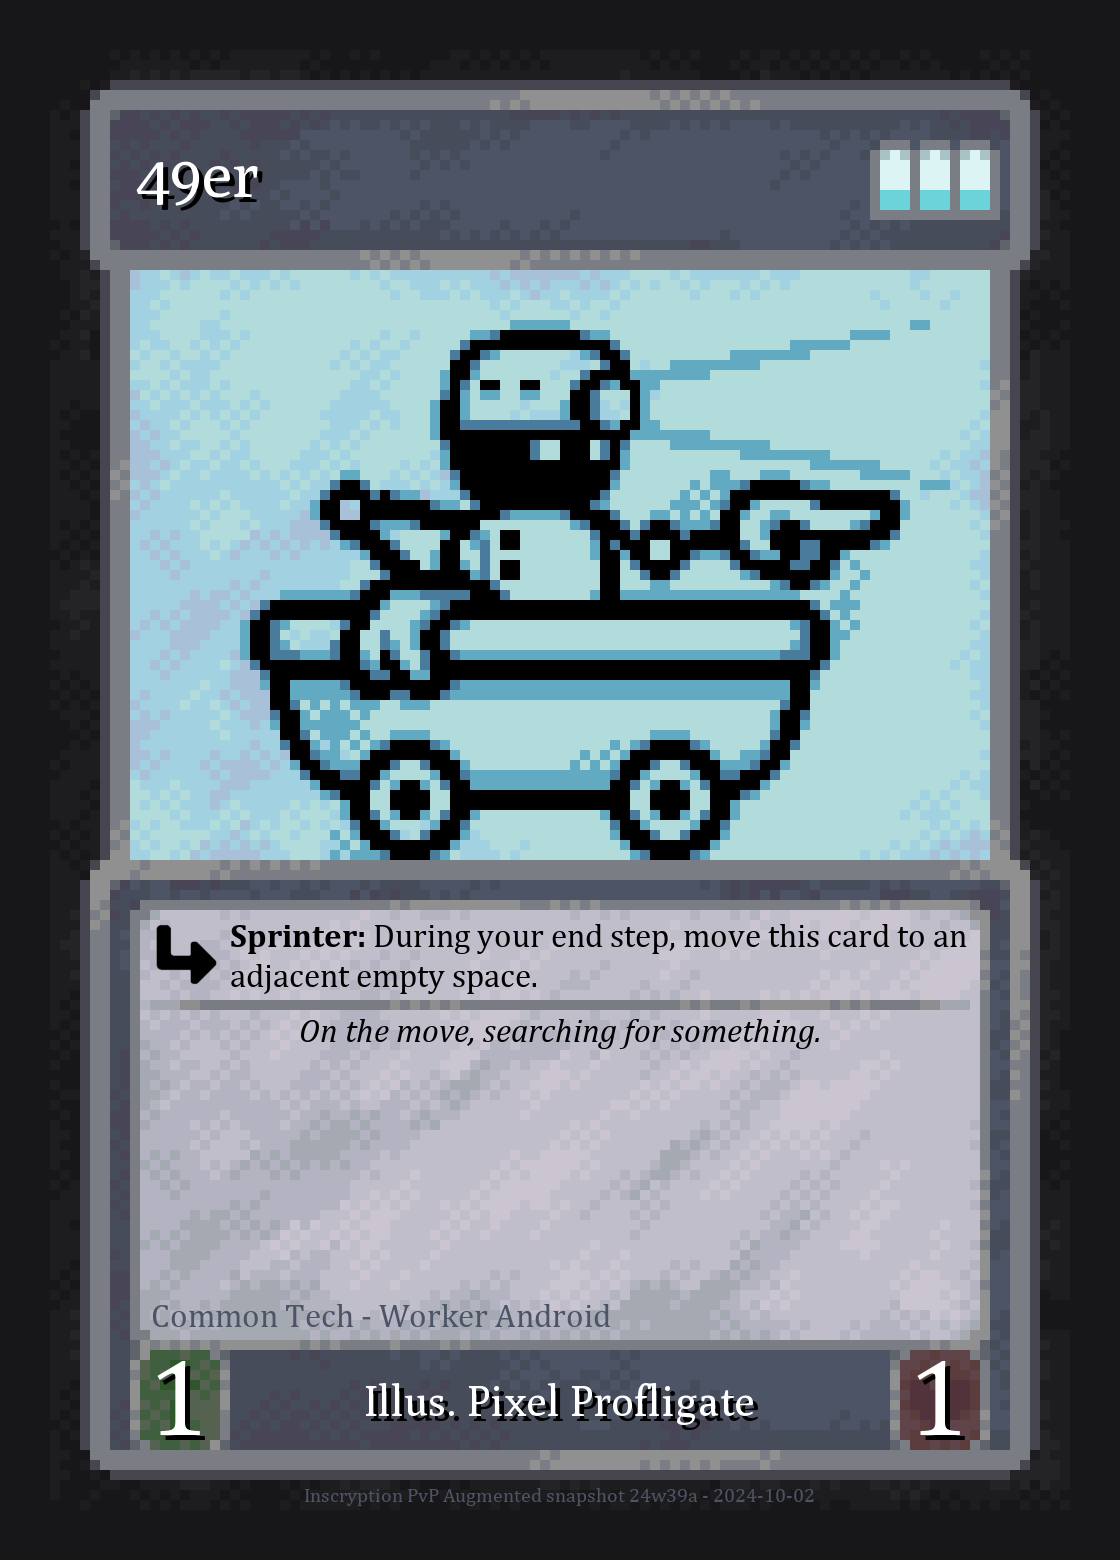 49er
Sprinter: During your end step, move this card to an
adjacent empty space.
On the move, searching for something.
Common Tech - Worker Android
1
Illus. Pixel Profligate
1
Inscryption PvP Augmented snapshot 24w39a - 2024-10-02